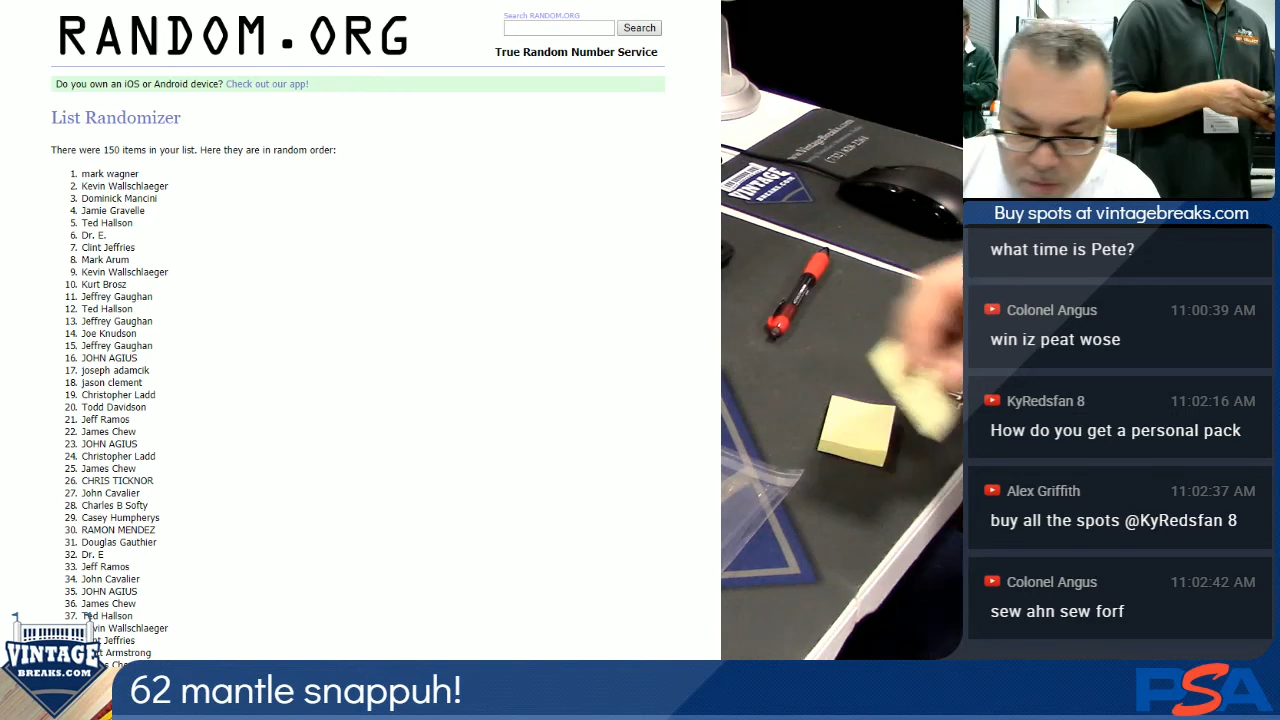 RANDOM.ORG
Search RANDOM.ORG
Search
True Random Number Service
Do you own an iOS or Android device? Check out our app!
List Randomizer
There were 150 items in your list. Here they are in random order:
1. mark wagner
2. Kevin Wallschlaeger
3. Dominick Mancini
4. Jamie Gravelle
5. Ted Hallson
6. Dr. E.
7. Clint Jeffries
8. Mark Arum
9. Kevin Wallschlaeger
10. Kurt Brosz
11. Jeffrey Gaughan
12. Ted Hallson
13. Jeffrey Gaughan
14. Joe Knudson
15. Jeffrey Gaughan
16. JOHN AGIUS
17. joseph adamcik
18. jason clement
19. Christopher Ladd
20. Todd Davidson
21. Jeff Ramos
22. James Chew
23. JOHN AGIUS
24. Christopher Ladd
25. James Chew
26. CHRIS TICKNOR
27. John Cavalier
28. Charles B Softy
29. Casey Humpherys
30. RAMON MENDEZ
31. Douglas Gauthier
32. Dr. E
33. Jeff Ramos
34. John Cavalier
35. JOHN AGIUS
36. James Chew
37. Ted Hallson
Wallschlaeger
Jeffries
Armstrong
VINTAGE
BREAKS.COM
www.VintageBreaks.com
VINTAGE
BREAKS.COM
Buy spots at vintagebreaks.com
what time is Pete?
Colonel Angus 11:00:39 AM
win iz peat wose
KyRedsfan 8 11:02:16 AM
How do you get a personal pack
Alex Griffith 11:02:37 AM
buy all the spots @KyRedsfan 8
Colonel Angus 11:02:42 AM
sew ahn sew forf
62 mantle snappuh!
PSA